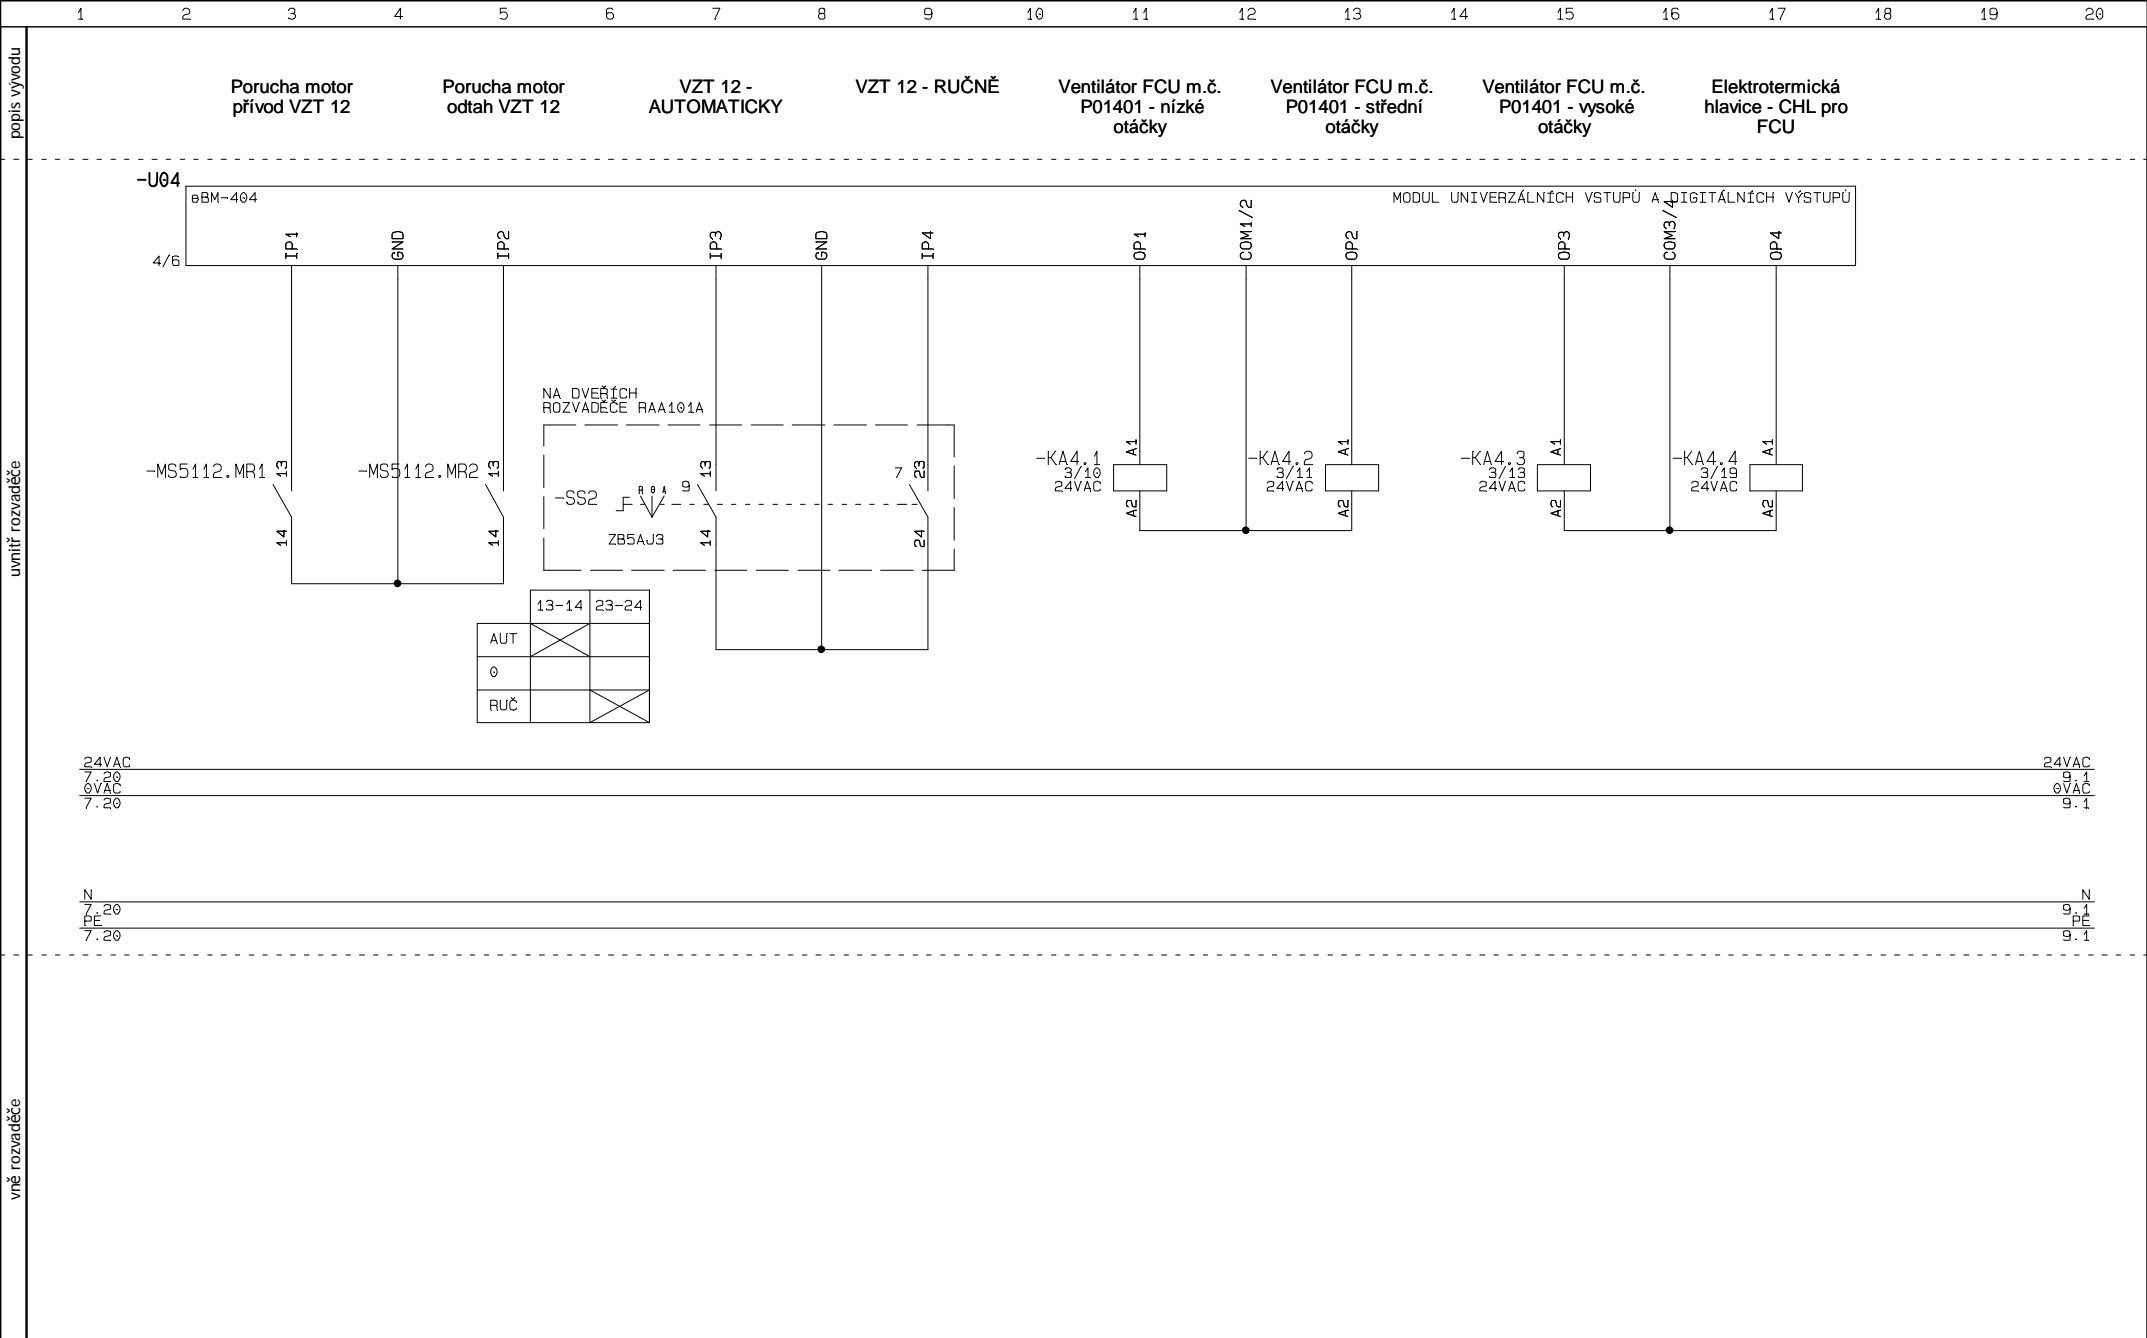 1 2 3 4 5 6 7 8 9 10 11 12 13 14 15 16 17 18 19 20
popis vývodu
Porucha motor
přívod VZT 12
Porucha motor
odtah VZT 12
VZT 12 -
AUTOMATICKY
VZT 12 - RUČNĚ
Ventilátor FCU m.č.
P01401 - nízké
otáčky
Ventilátor FCU m.č.
P01401 - střední
otáčky
Ventilátor FCU m.č.
P01401 - vysoké
otáčky
Elektrotermická
hlavice - CHL pro
FCU
-U04
eBM-404
MODUL UNIVERZÁLNÍCH VSTUPŮ A DIGITÁLNÍCH VÝSTUPŮ
4/6
IP1
GND
IP2
IP3
GND
IP4
OP1
COM1/2
OP2
OP3
COM3/4
OP4
uvnitř rozvaděče
-MS5112.MR1
13
14
-MS5112.MR2
13
14
NA DVEŘÍCH
ROZVADĚČE RAA101A
-SS2
R 0 A
ZB5AJ3
9
13
14
7
23
24
-KA4.1
3/10
24VAC
A1
A2
-KA4.2
3/11
24VAC
A1
A2
-KA4.3
3/13
24VAC
A1
A2
-KA4.4
3/19
24VAC
A1
A2
13-14 23-24
AUT
0
RUČ
24VAC 24VAC
7.20 9.1
0VAC 0VAC
7.20 9.1
N N
7.20 9.1
PE PE
7.20 9.1
vně rozvaděče